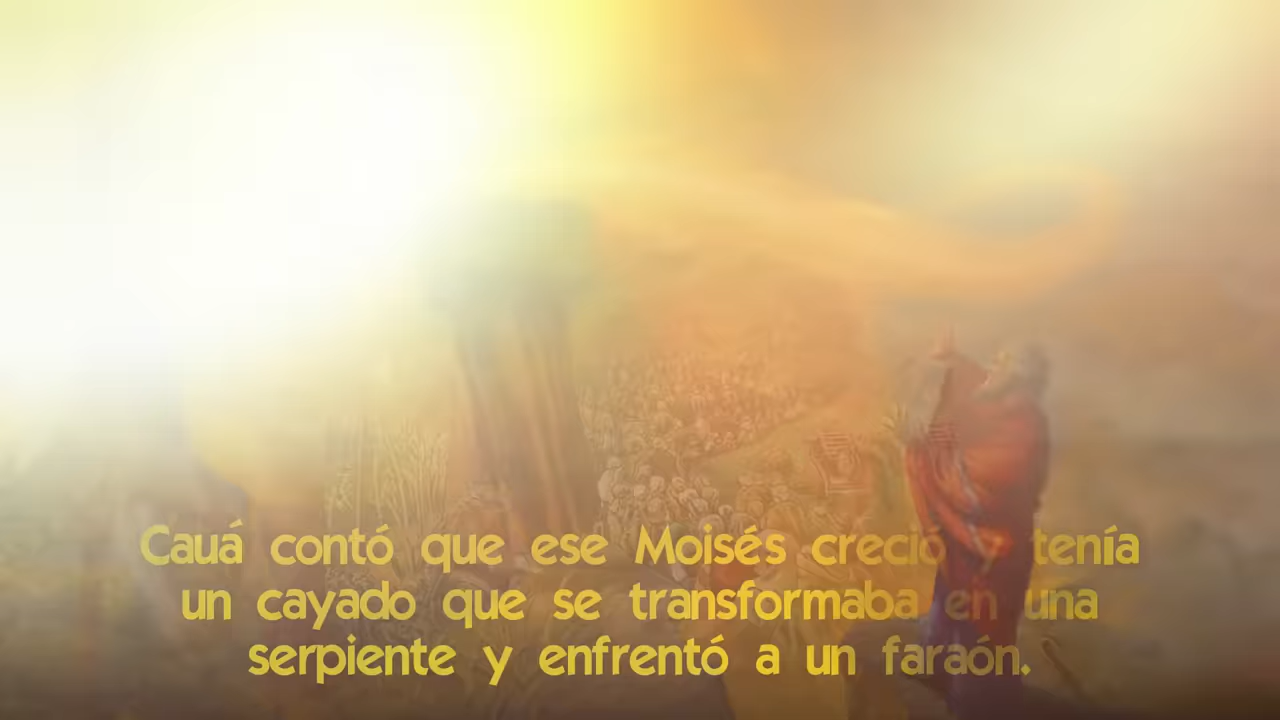 Cauá contó que ese Moisés creció y tenía
un cayado que se transformaba en una
serpiente y enfrentó a un faraón.